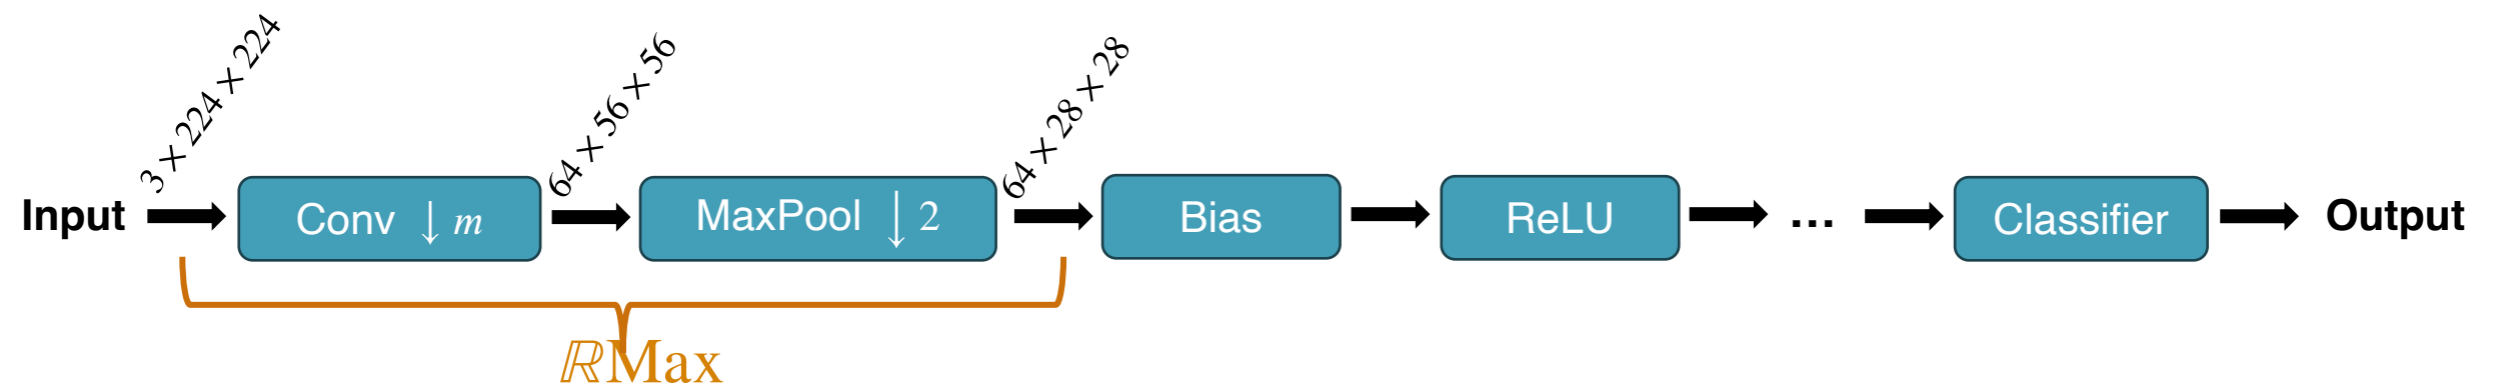 3×224×224
64×56×56
64×28×28
Input
Conv ↓ m
MaxPool ↓ 2
Bias
ReLU
...
Classifier
Output
ℝMax